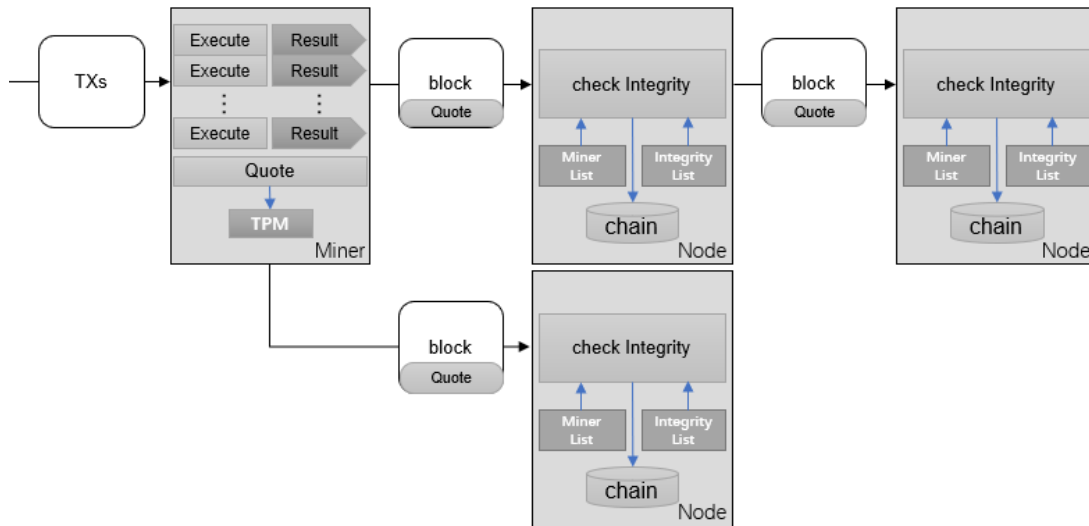 TXs
Execute
Result
Execute
Result
Execute
Result
Quote
TPM
Miner
block
Quote
check Integrity
Miner
List
Integrity
List
chain
Node
block
Quote
check Integrity
Miner
List
Integrity
List
chain
Node
block
Quote
check Integrity
Miner
List
Integrity
List
chain
Node